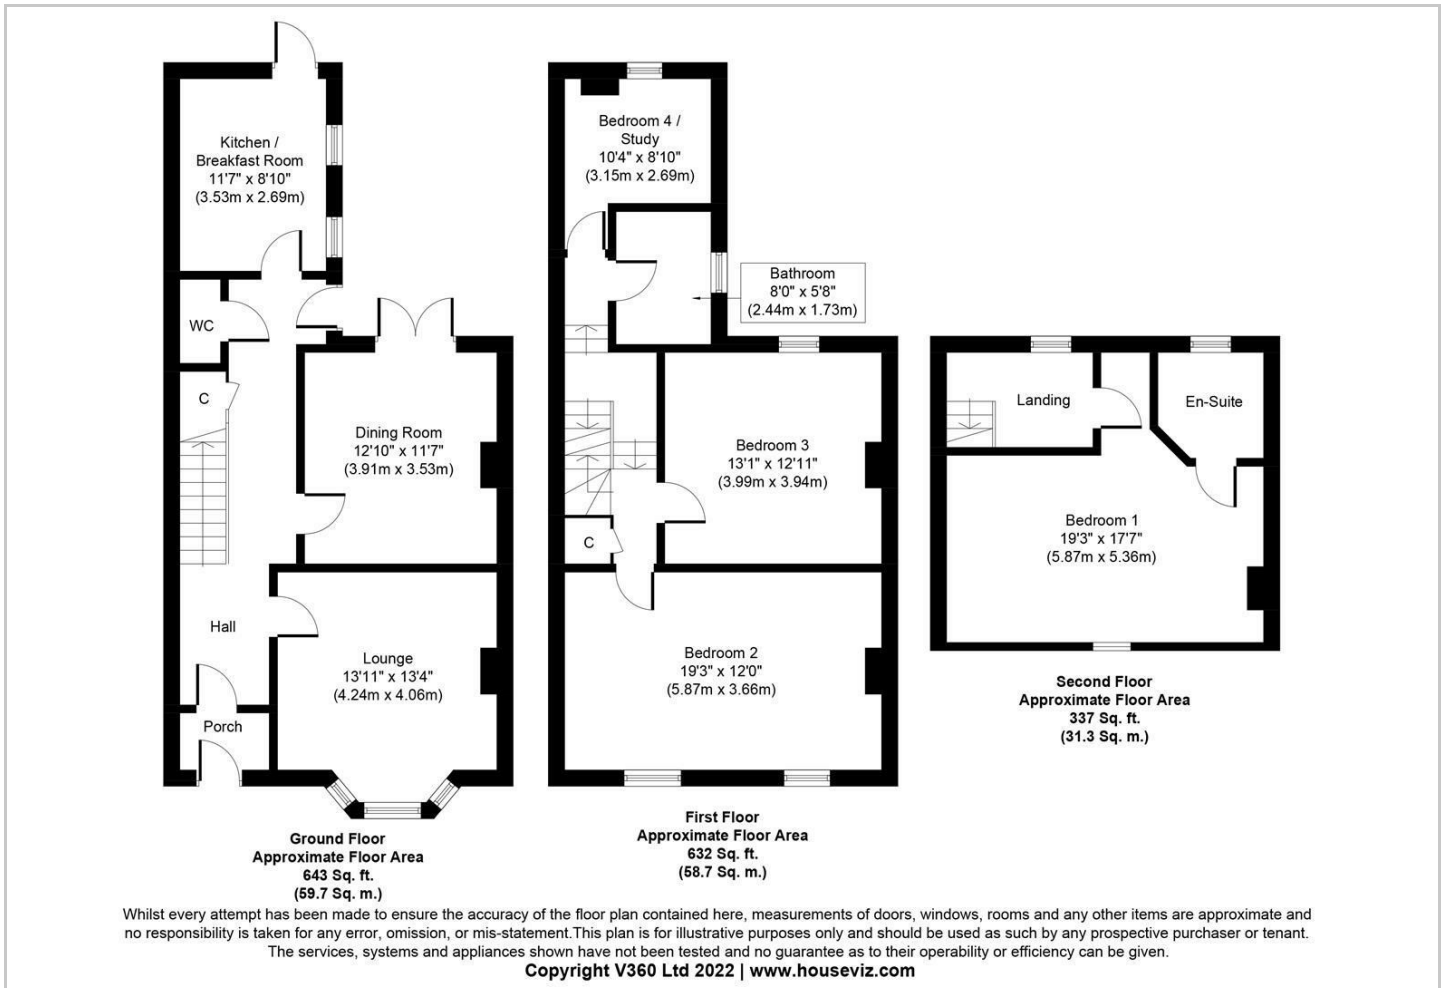 Kitchen /
Breakfast Room
11'7" x 8'10"
(3.53m x 2.69m)
WC
C
Dining Room
12'10" x 11'7"
(3.91m x 3.53m)
Hall
Lounge
13'11" x 13'4"
(4.24m x 4.06m)
Porch
Ground Floor
Approximate Floor Area
643 Sq. ft.
(59.7 Sq. m.)
Bedroom 4 /
Study
10'4" x 8'10"
(3.15m x 2.69m)
Bathroom
8'0" x 5'8"
(2.44m x 1.73m)
Bedroom 3
13'1" x 12'11"
(3.99m x 3.94m)
C
Bedroom 2
19'3" x 12'0"
(5.87m x 3.66m)
First Floor
Approximate Floor Area
632 Sq. ft.
(58.7 Sq. m.)
Landing
En-Suite
Bedroom 1
19'3" x 17'7"
(5.87m x 5.36m)
Second Floor
Approximate Floor Area
337 Sq. ft.
(31.3 Sq. m.)
Whilst every attempt has been made to ensure the accuracy of the floor plan contained here, measurements of doors, windows, rooms and any other items are approximate and
no responsibility is taken for any error, omission, or mis-statement.This plan is for illustrative purposes only and should be used as such by any prospective purchaser or tenant.
The services, systems and appliances shown have not been tested and no guarantee as to their operability or efficiency can be given.
Copyright V360 Ltd 2022 | www.houseviz.com